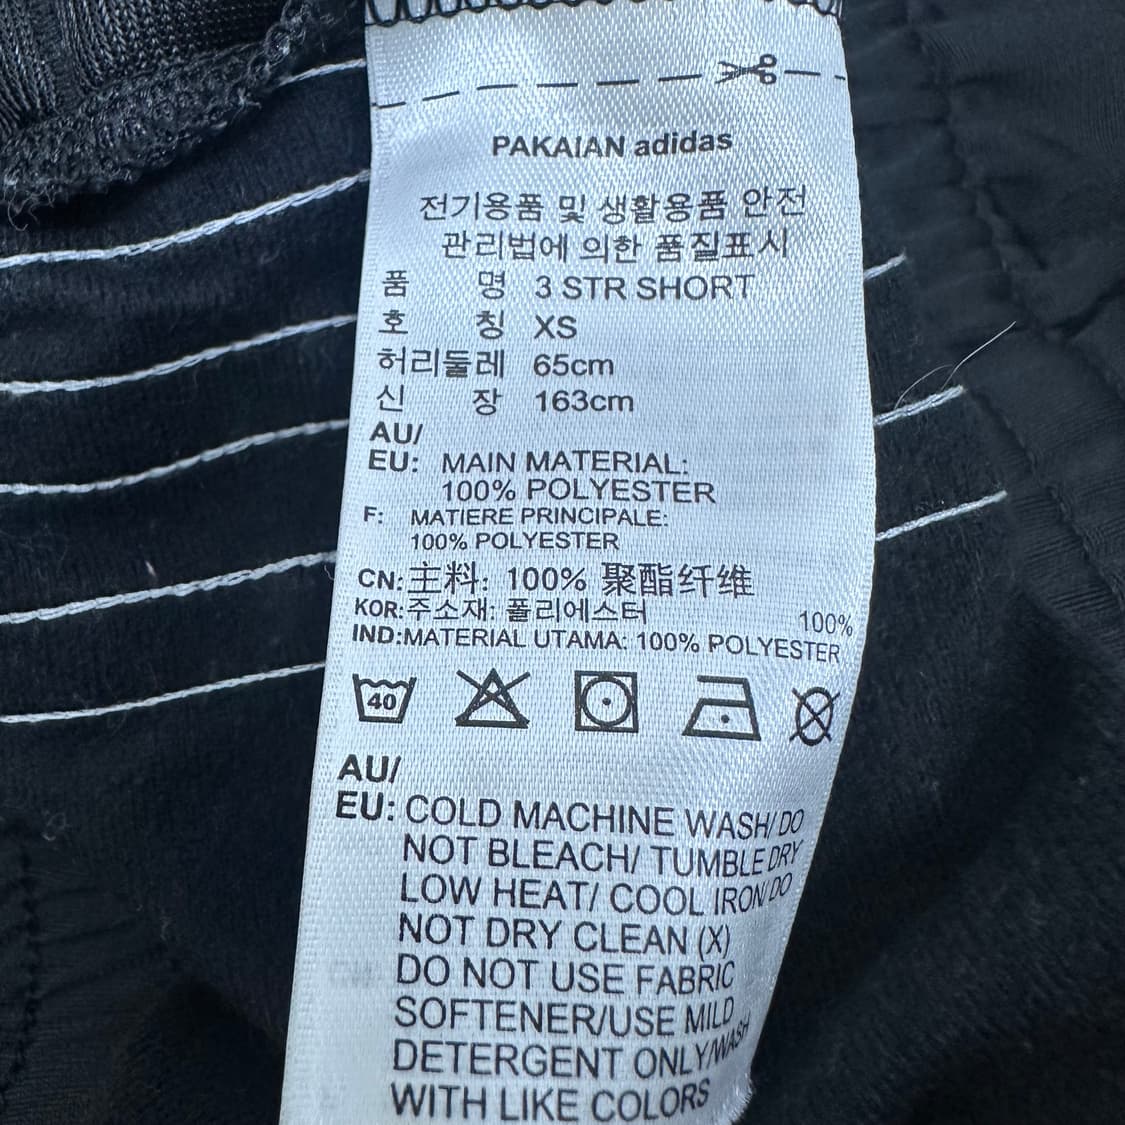 PAKAIAN adidas
전기용품 및 생활용품 안전
관리법에 의한 품질표시
품 명 3 STR SHORT
호 칭 XS
허리둘레 65cm
신 장 163cm
AU/
EU: MAIN MATERIAL:
100% POLYESTER
F: MATIERE PRINCIPALE:
100% POLYESTER
CN: 主料: 100% 聚酯纤维
KOR: 주소재: 폴리에스터 100%
IND:MATERIAL UTAMA: 100% POLYESTER
40
AU/
EU: COLD MACHINE WASH/ DO
NOT BLEACH/ TUMBLE DRY
LOW HEAT/ COOL IRON/ DO
NOT DRY CLEAN (X)
DO NOT USE FABRIC
SOFTENER/USE MILD
DETERGENT ONLY/WASH
WITH LIKE COLORS